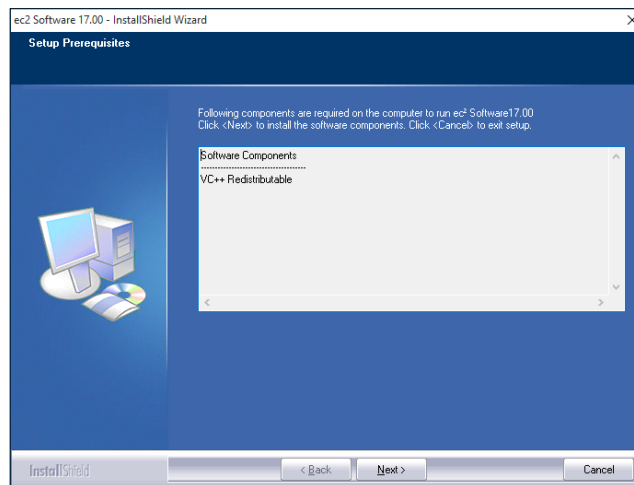 ec2 Software 17.00 - InstallShield Wizard
Setup Prerequisites
Following components are required on the computer to run ec² Software17.00
Click <Next> to install the software components. Click <Cancel> to exit setup.
Software Components
-----------------------------------
VC++ Redistributable
InstallShield
< Back
Next >
Cancel